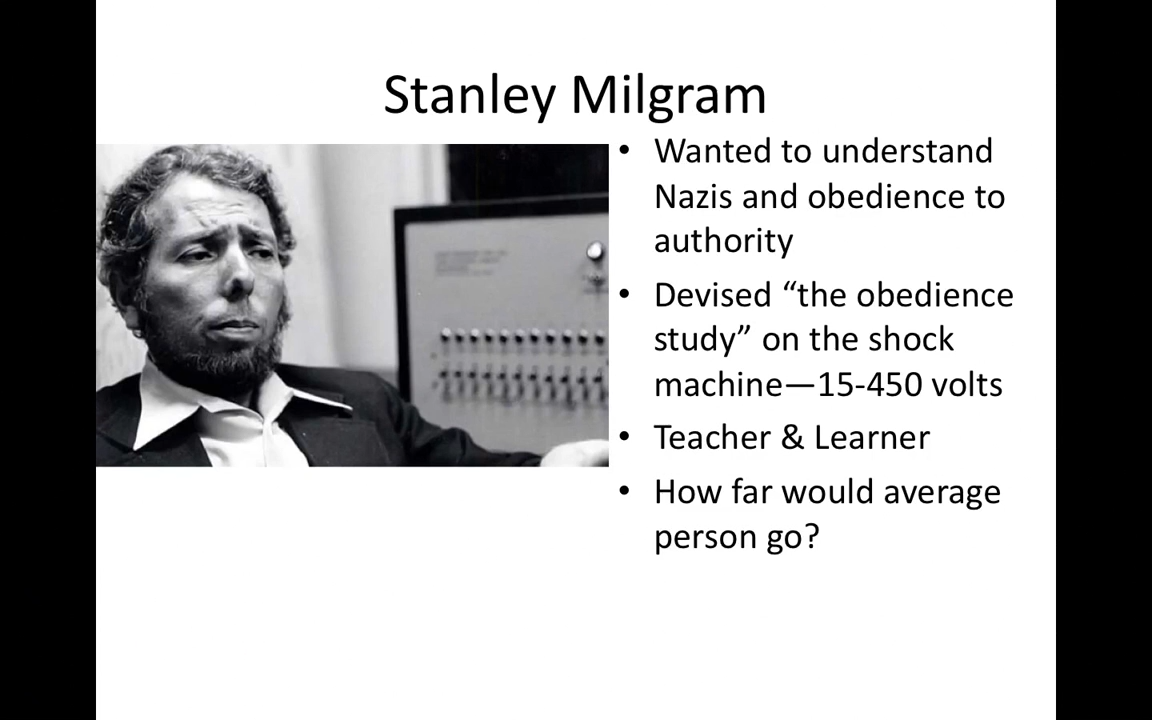 Stanley Milgram
• Wanted to understand
Nazis and obedience to
authority
• Devised “the obedience
study” on the shock
machine—15-450 volts
• Teacher & Learner
• How far would average
person go?